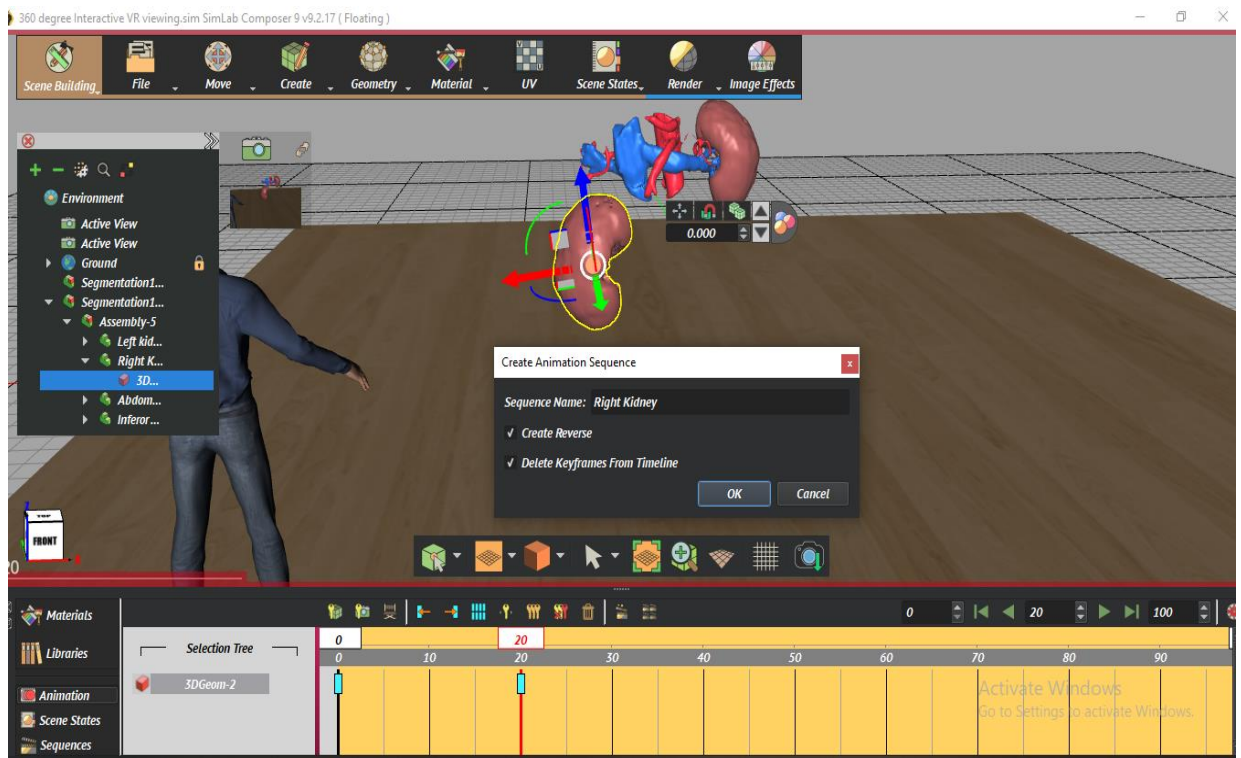 360 degree Interactive VR viewing.sim SimLab Composer 9 v9.2.17 ( Floating )
Scene Building File Move Create Geometry Material UV Scene States Render Image Effects
Environment
Active View
Active View
Ground
Segmentation1...
Segmentation1...
Assembly-5
Left kid...
Right K...
3D...
Abdom...
Inferor...
0.000
Create Animation Sequence
x
Sequence Name: Right Kidney
Create Reverse
Delete Keyframes From Timeline
OK Cancel
TOP
FRONT
Materials
0 20 100
Libraries
Selection Tree
0 20
0 10 20 30 40 50 60 70 80 90
Animation
3DGeom-2
Scene States
Sequences
Activate Windows
Go to Settings to activate Windows.